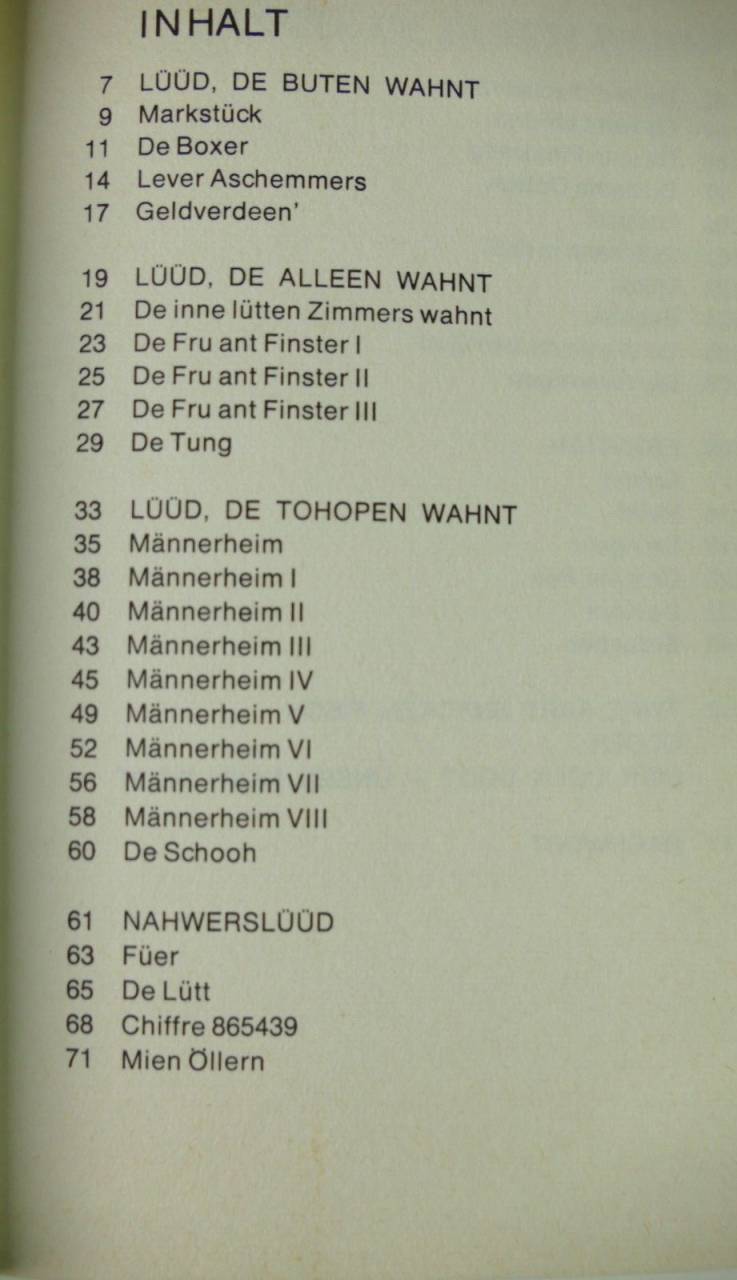 INHALT
7 LÜÜD, DE BUTEN WAHNT
9 Markstück
11 De Boxer
14 Lever Aschemmers
17 Geldverdeen'
19 LÜÜD, DE ALLEEN WAHNT
21 De inne lütten Zimmers wahnt
23 De Fru ant Finster I
25 De Fru ant Finster II
27 De Fru ant Finster III
29 De Tung
33 LÜÜD, DE TOHOPEN WAHNT
35 Männerheim
38 Männerheim I
40 Männerheim II
43 Männerheim III
45 Männerheim IV
49 Männerheim V
52 Männerheim VI
56 Männerheim VII
58 Männerheim VIII
60 De Schooh
61 NAHWERSLÜÜD
63 Füer
65 De Lütt
68 Chiffre 865439
71 Mien Öllern